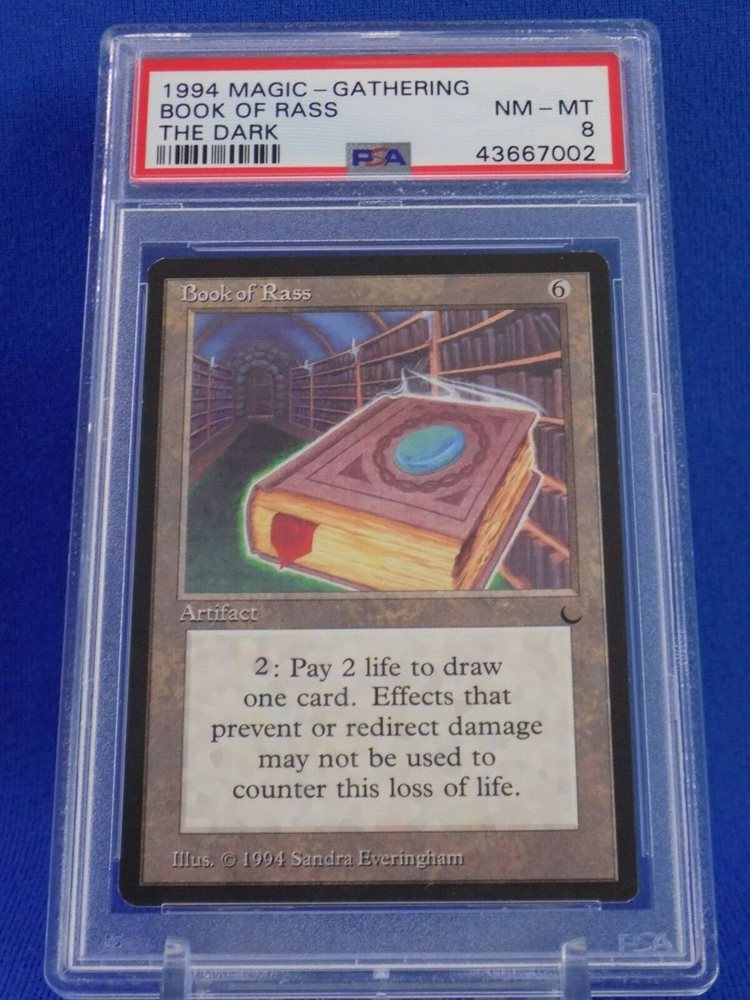 1994 MAGIC – GATHERING
BOOK OF RASS
NM – MT
THE DARK
8
PSA
43667002
Book of Rass
6
Artifact
2: Pay 2 life to draw
one card. Effects that
prevent or redirect damage
may not be used to
counter this loss of life.
Illus. © 1994 Sandra Everingham
PSA